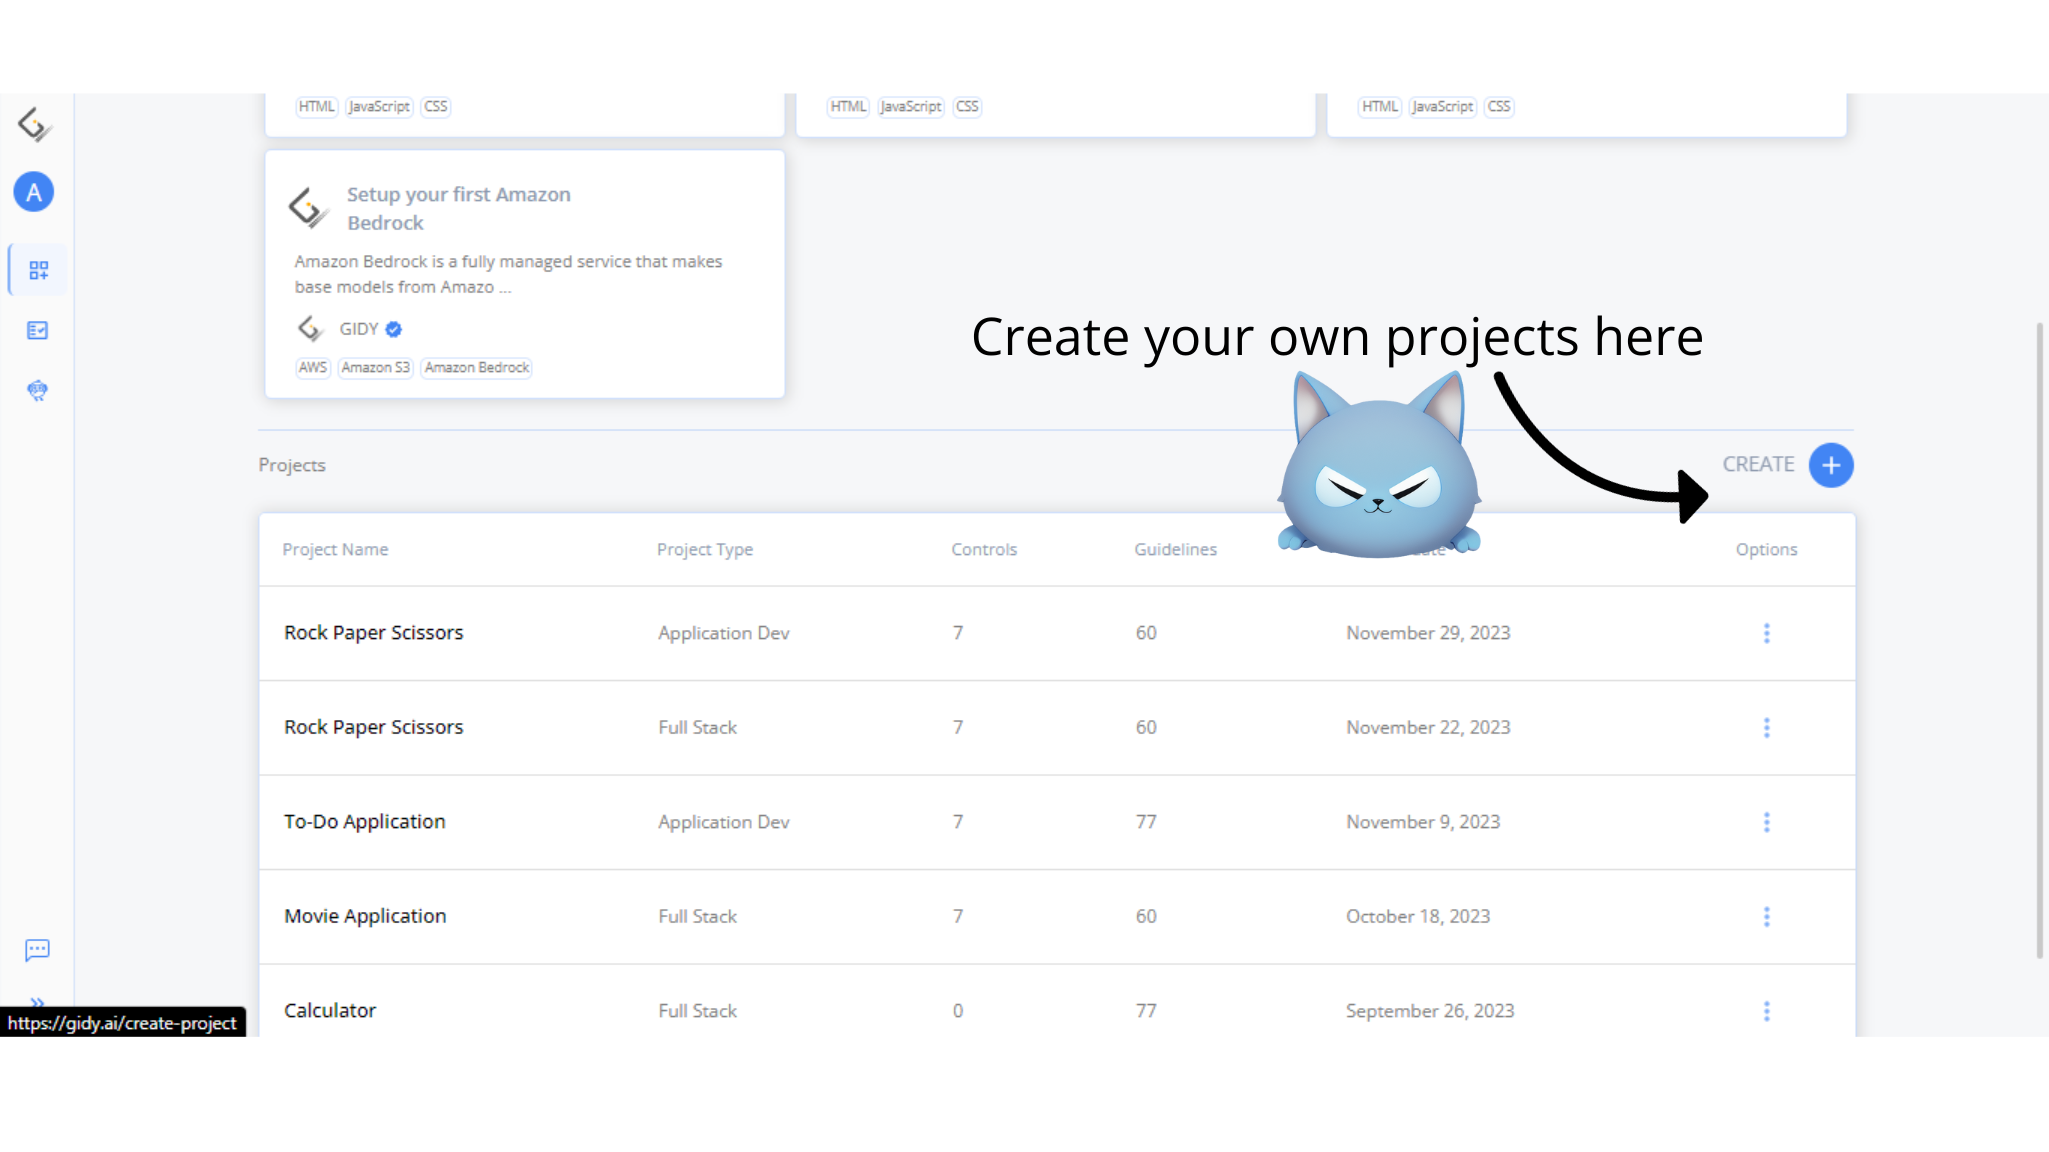 HTML JavaScript CSS
HTML JavaScript CSS
HTML JavaScript CSS
A
Setup your first Amazon
Bedrock
Amazon Bedrock is a fully managed service that makes
base models from Amazo ...
GIDY
AWS Amazon S3 Amazon Bedrock
Create your own projects here
Projects
CREATE
Project Name Project Type Controls Guidelines Options
Rock Paper Scissors Application Dev 7 60 November 29, 2023
Rock Paper Scissors Full Stack 7 60 November 22, 2023
To-Do Application Application Dev 7 77 November 9, 2023
Movie Application Full Stack 7 60 October 18, 2023
Calculator Full Stack 0 77 September 26, 2023
https://gidy.ai/create-project